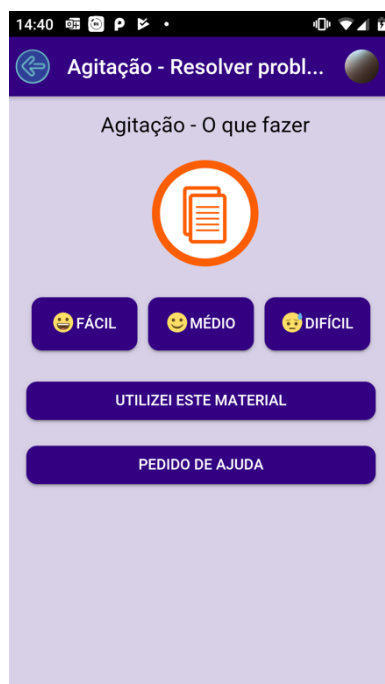 14:40
Agitação - Resolver probl...
Agitação - O que fazer
FÁCIL
MÉDIO
DIFÍCIL
UTILIZEI ESTE MATERIAL
PEDIDO DE AJUDA